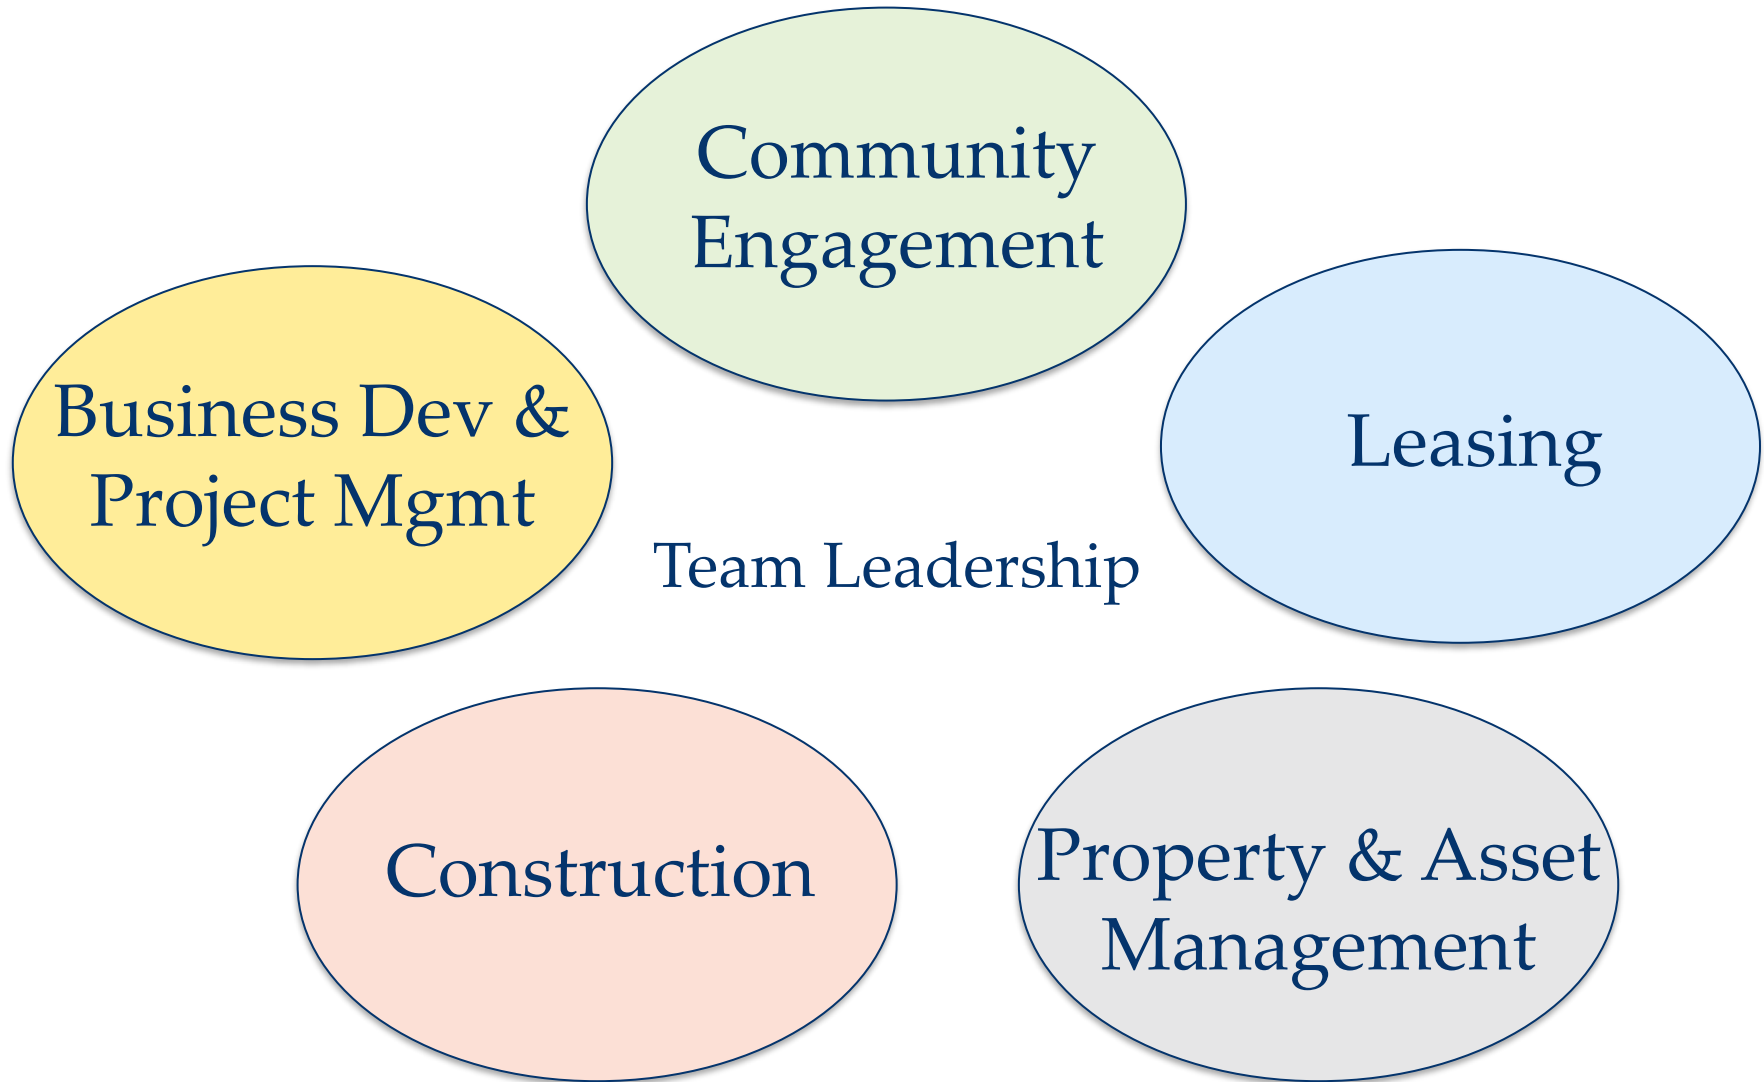 Community
Engagement
Business Dev &
Project Mgmt
Leasing
Team Leadership
Construction
Property & Asset
Management